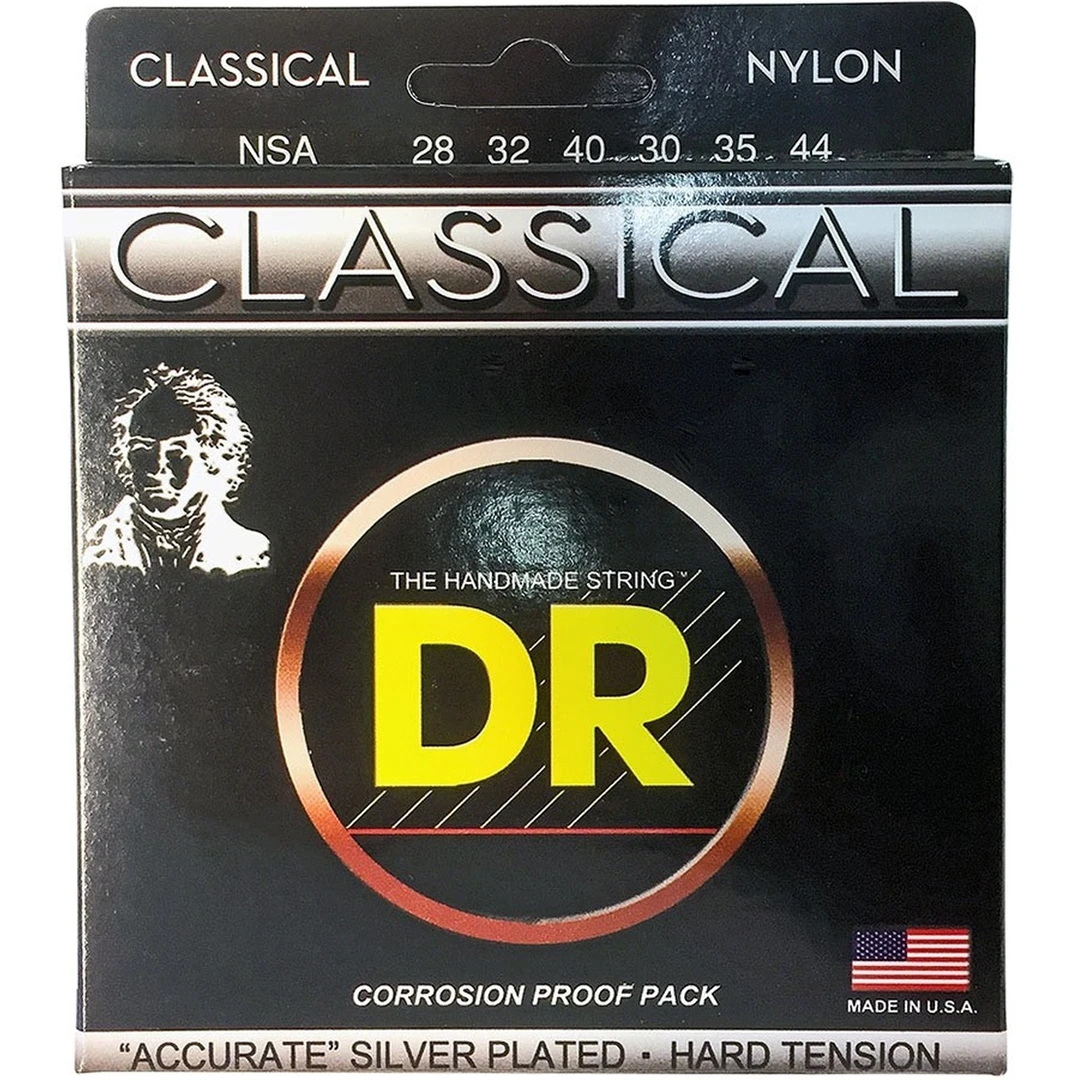 CLASSICAL NYLON
NSA 28 32 40 30 35 44
CLASSICAL
THE HANDMADE STRING™
DR
CORROSION PROOF PACK
MADE IN U.S.A.
“ACCURATE” SILVER PLATED · HARD TENSION